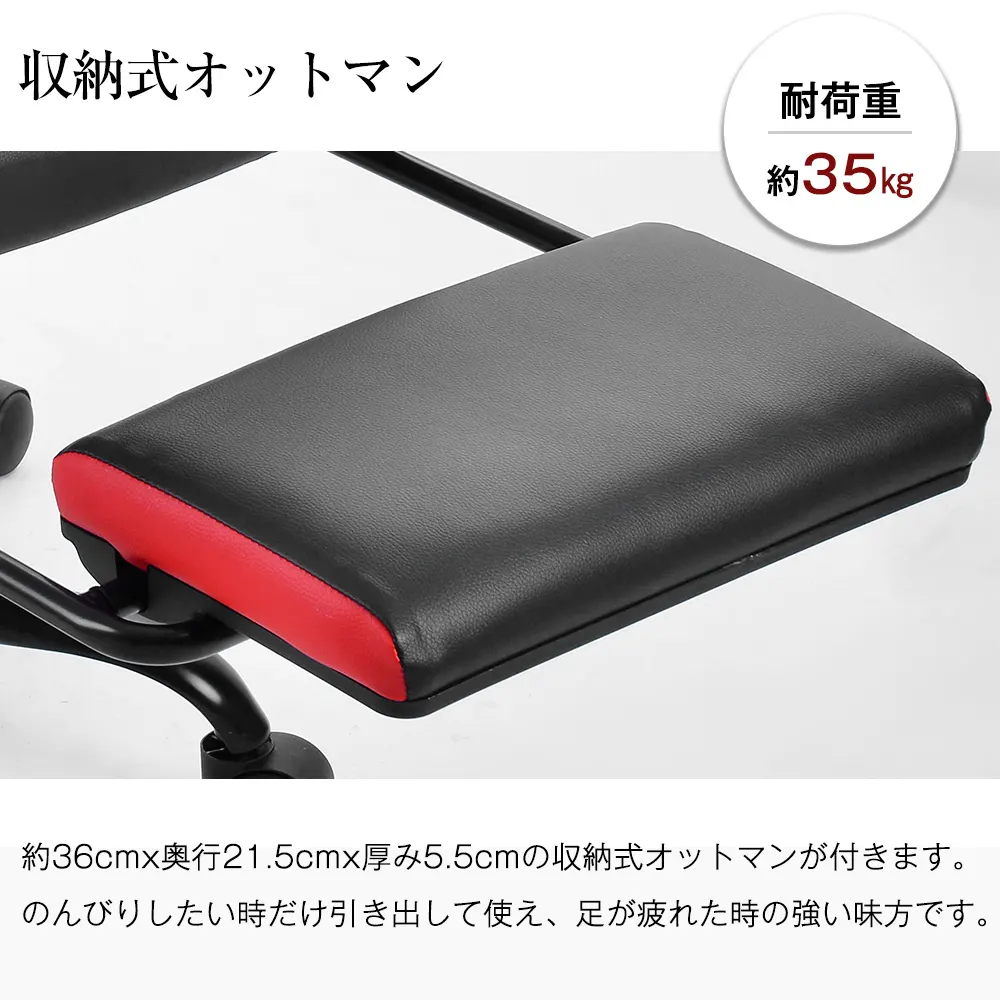 収納式オットマン
耐荷重
約35kg
約36cmx奥行21.5cmx厚み5.5cmの収納式オットマンが付きます。
のんびりしたい時だけ引き出して使え、足が疲れた時の強い味方です。